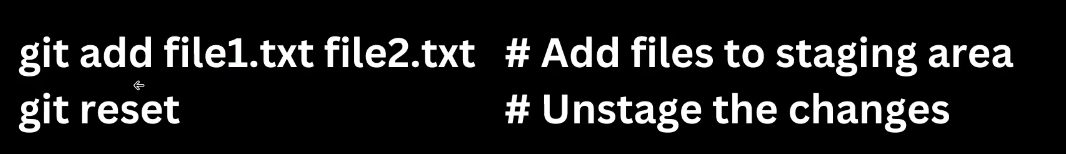 git add file1.txt file2.txt # Add files to staging area
git reset # Unstage the changes